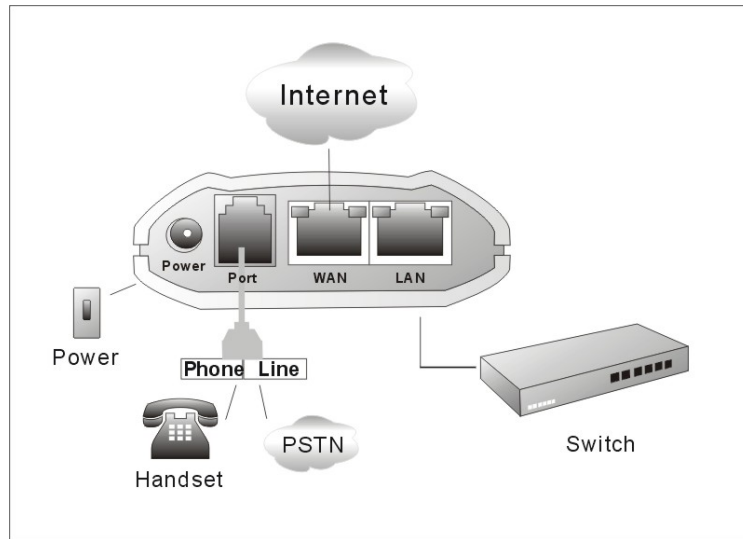 Internet
Power
Port
WAN
LAN
Power
Phone Line
Handset
PSTN
Switch